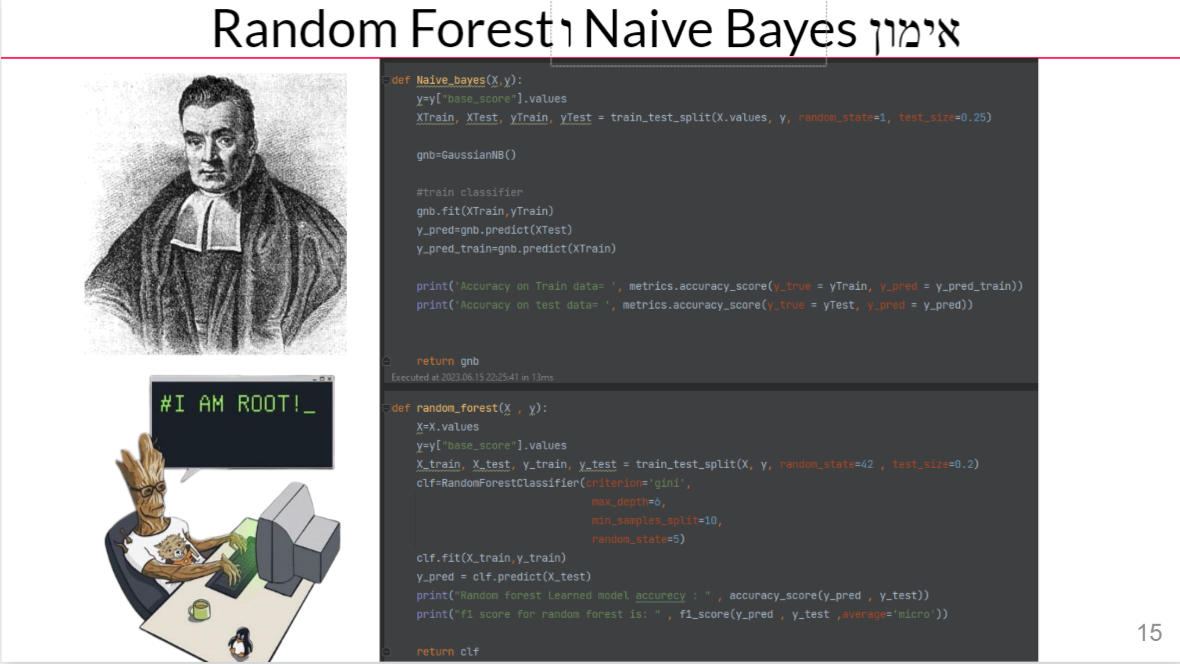 אימון Naive Bayes ו Random Forest
def Naive_bayes(X,y):
y=y["base_score"].values
XTrain, XTest, yTrain, yTest = train_test_split(X.values, y, random_state=1, test_size=0.25)
gnb=GaussianNB()
#train classifier
gnb.fit(XTrain,yTrain)
y_pred=gnb.predict(XTest)
y_pred_train=gnb.predict(XTrain)
print('Accuracy on Train data= ', metrics.accuracy_score(y_true = yTrain, y_pred = y_pred_train))
print('Accuracy on test data= ', metrics.accuracy_score(y_true = yTest, y_pred = y_pred))
return gnb
Executed at 2023.06.15 22:25:41 in 13ms
#I AM ROOT!_
def random_forest(X , y):
X=X.values
y=y["base_score"].values
X_train, X_test, y_train, y_test = train_test_split(X, y, random_state=42 , test_size=0.2)
clf=RandomForestClassifier(criterion='gini',
max_depth=6,
min_samples_split=10,
random_state=5)
clf.fit(X_train,y_train)
y_pred = clf.predict(X_test)
print("Random forest Learned model accurecy : " , accuracy_score(y_pred , y_test))
print("f1 score for random forest is: " , f1_score(y_pred , y_test ,average='micro'))
return clf
15